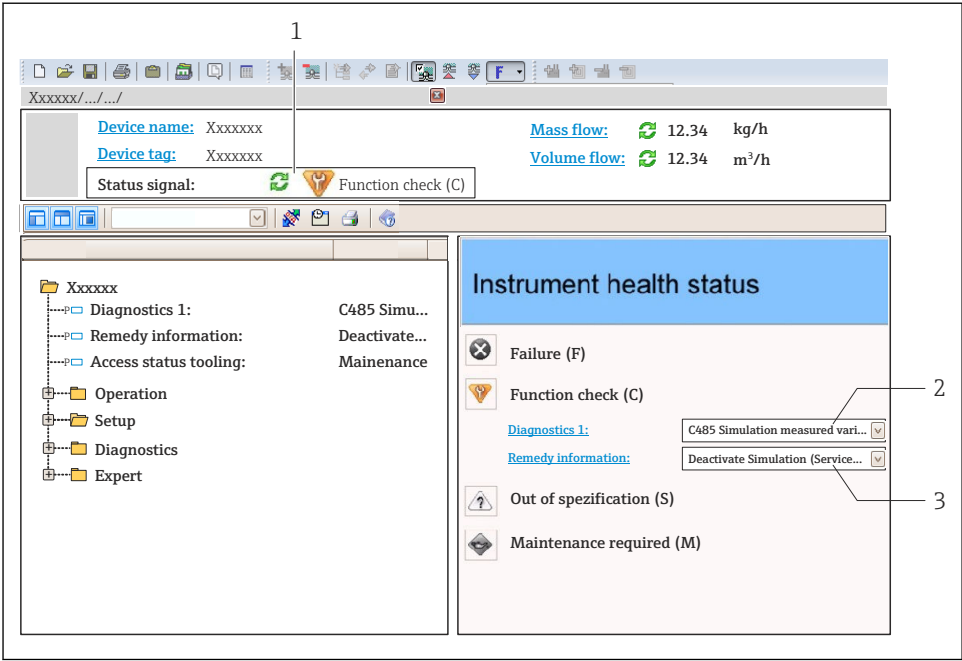 1
F
Xxxxxx/.../.../
Device name: Xxxxxxx
Mass flow: 12.34 kg/h
Device tag: Xxxxxxx
Volume flow: 12.34 m³/h
Status signal: Function check (C)
Xxxxxx
P Diagnostics 1: C485 Simu...
P Remedy information: Deactivate...
P Access status tooling: Mainenance
Operation
Setup
Diagnostics
Expert
Instrument health status
Failure (F)
Function check (C)
Diagnostics 1: C485 Simulation measured vari...
2
Remedy information: Deactivate Simulation (Service...
3
Out of spezification (S)
Maintenance required (M)